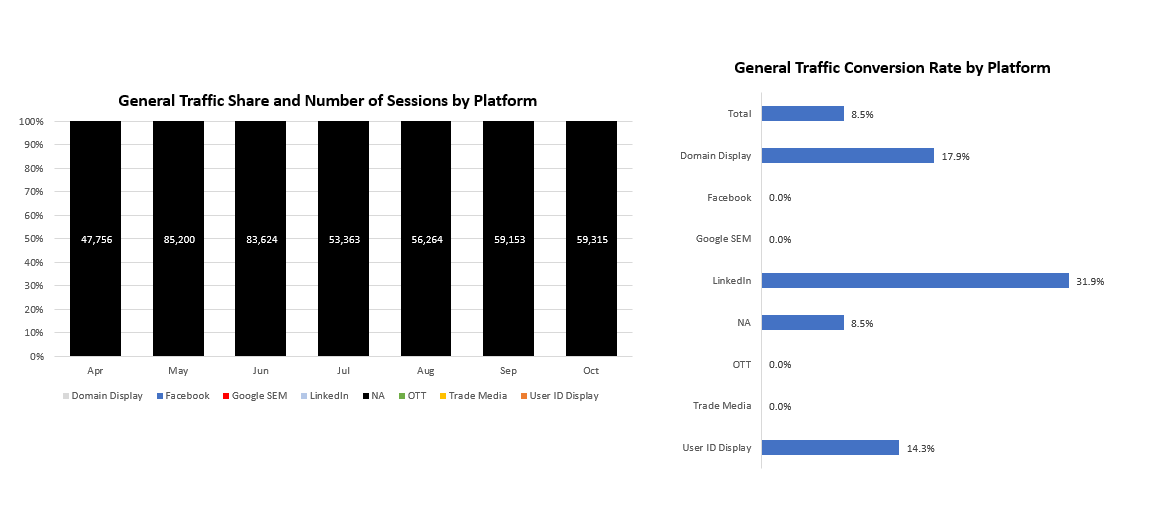 General Traffic Share and Number of Sessions by Platform
100%
90%
80%
70%
60%
50%
40%
30%
20%
10%
0%
47,756 85,200 83,624 53,363 56,264 59,153 59,315
Apr May Jun Jul Aug Sep Oct
Domain Display Facebook Google SEM LinkedIn NA OTT Trade Media User ID Display
General Traffic Conversion Rate by Platform
Total 8.5%
Domain Display 17.9%
Facebook 0.0%
Google SEM 0.0%
LinkedIn 31.9%
NA 8.5%
OTT 0.0%
Trade Media 0.0%
User ID Display 14.3%